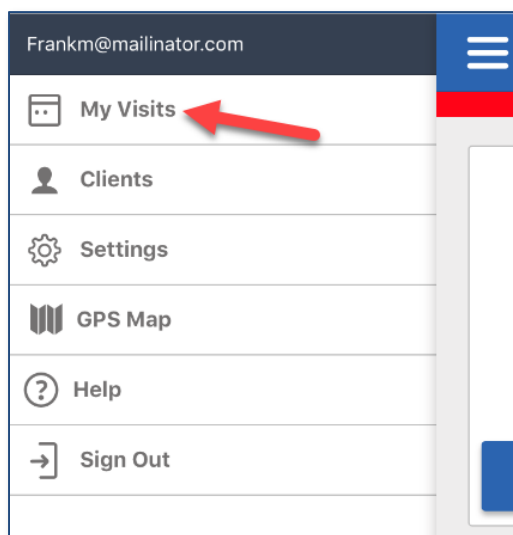 Frankm@mailinator.com
My Visits
Clients
Settings
GPS Map
Help
Sign Out